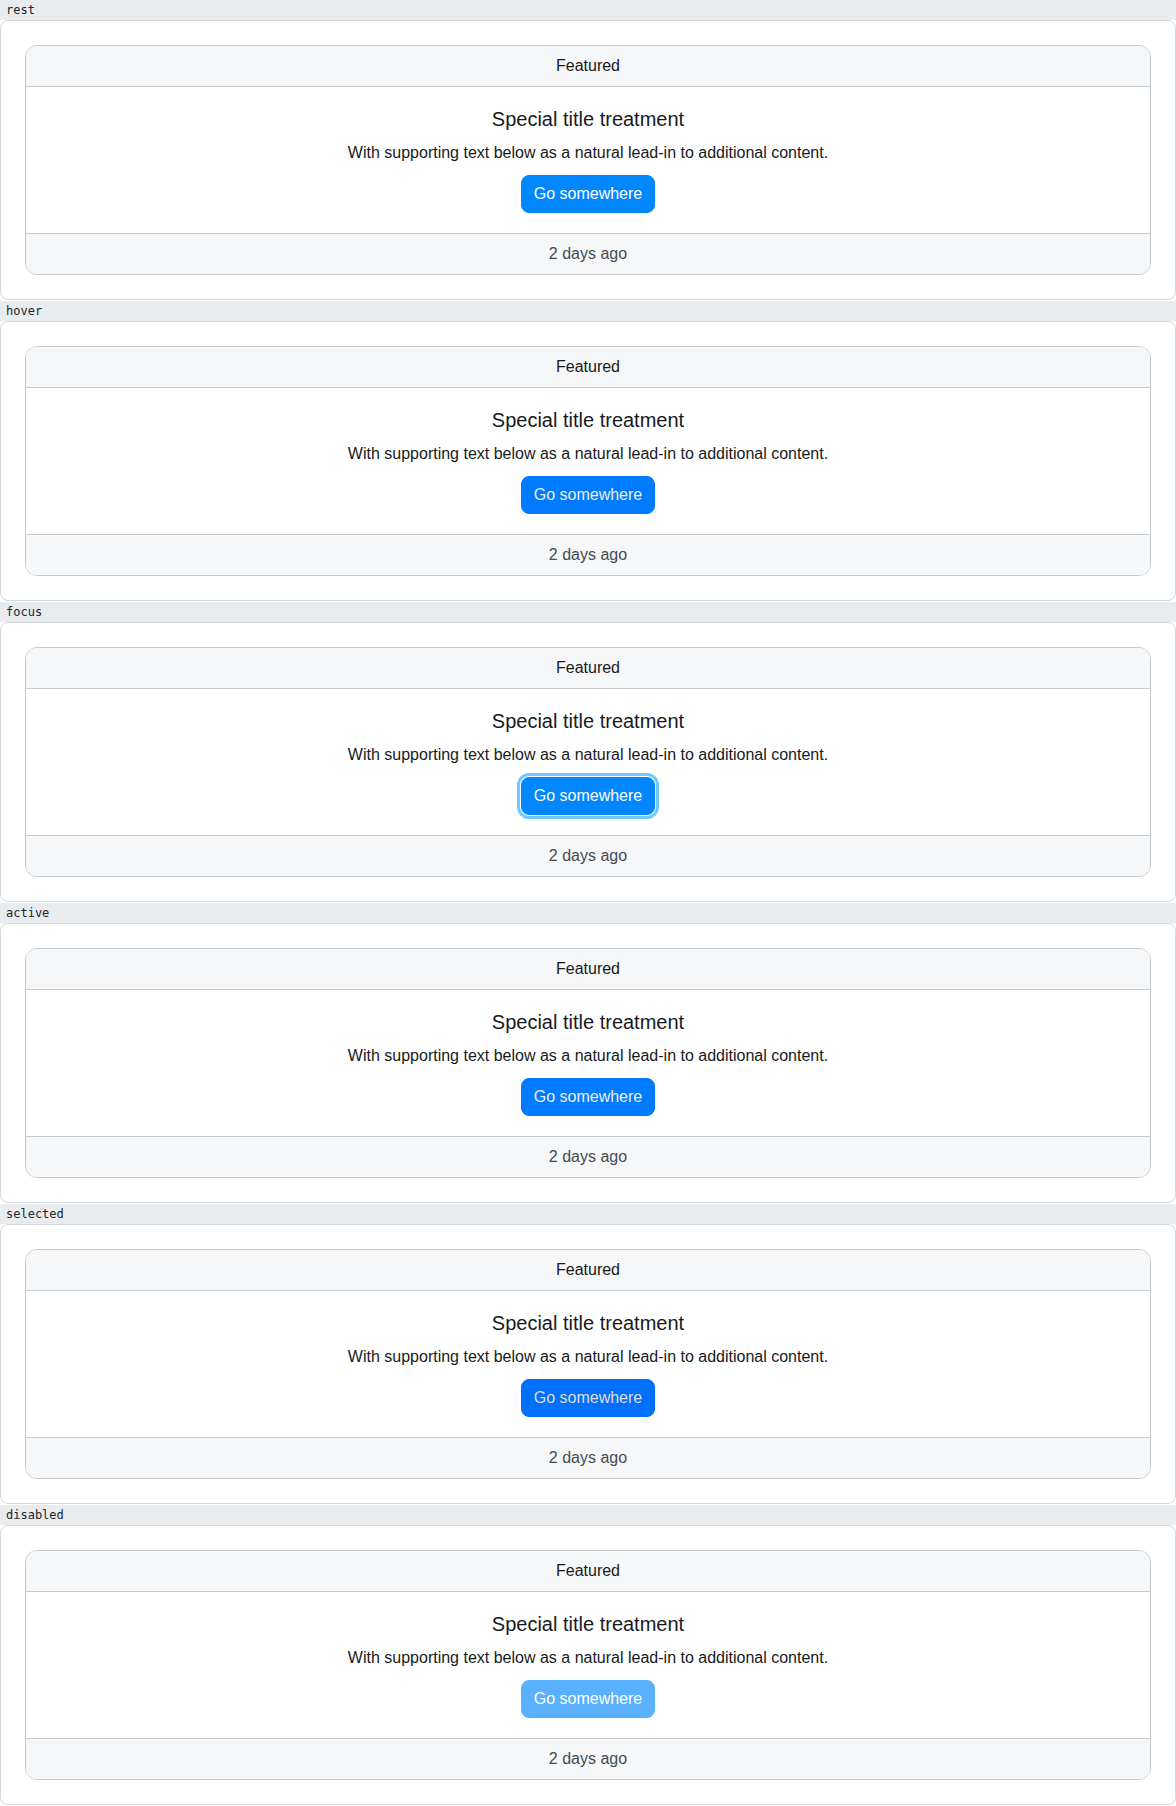 rest
Featured
Special title treatment
With supporting text below as a natural lead-in to additional content.
Go somewhere
2 days ago
hover
Featured
Special title treatment
With supporting text below as a natural lead-in to additional content.
Go somewhere
2 days ago
focus
Featured
Special title treatment
With supporting text below as a natural lead-in to additional content.
Go somewhere
2 days ago
active
Featured
Special title treatment
With supporting text below as a natural lead-in to additional content.
Go somewhere
2 days ago
selected
Featured
Special title treatment
With supporting text below as a natural lead-in to additional content.
Go somewhere
2 days ago
disabled
Featured
Special title treatment
With supporting text below as a natural lead-in to additional content.
Go somewhere
2 days ago